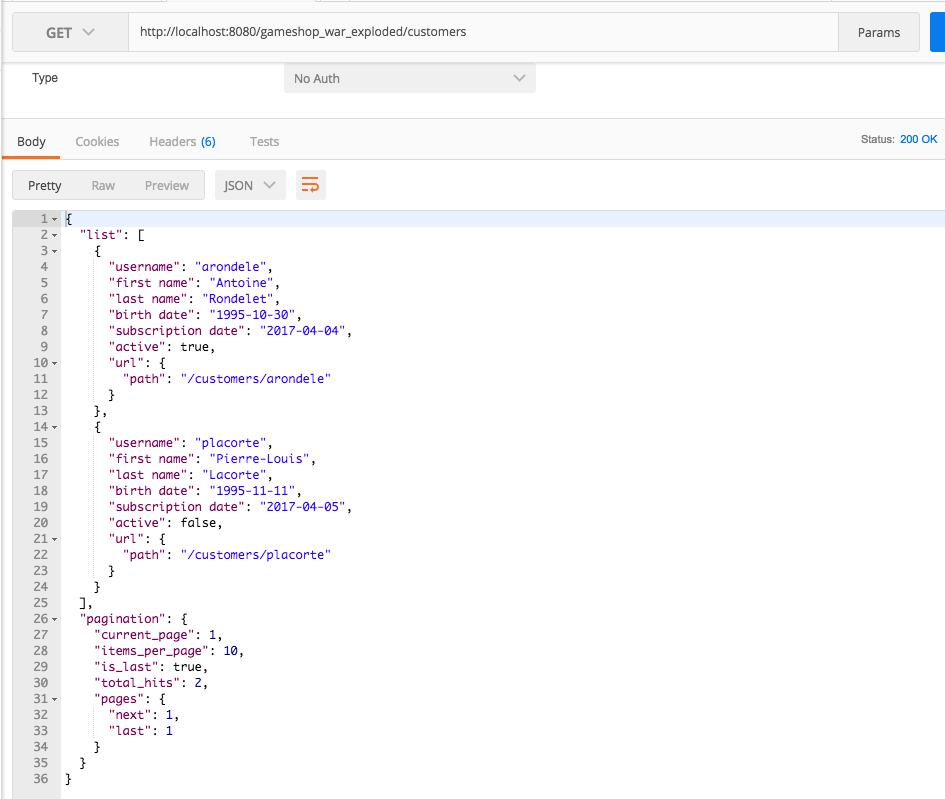 GET http://localhost:8080/gameshop_war_exploded/customers Params
Type No Auth
Body Cookies Headers (6) Tests Status: 200 OK
Pretty Raw Preview JSON
1 {
2 "list": [
3 {
4 "username": "arondele",
5 "first name": "Antoine",
6 "last name": "Rondelet",
7 "birth date": "1995-10-30",
8 "subscription date": "2017-04-04",
9 "active": true,
10 "url": {
11 "path": "/customers/arondele"
12 }
13 },
14 {
15 "username": "placorte",
16 "first name": "Pierre-Louis",
17 "last name": "Lacorte",
18 "birth date": "1995-11-11",
19 "subscription date": "2017-04-05",
20 "active": false,
21 "url": {
22 "path": "/customers/placorte"
23 }
24 }
25 ],
26 "pagination": {
27 "current_page": 1,
28 "items_per_page": 10,
29 "is_last": true,
30 "total_hits": 2,
31 "pages": {
32 "next": 1,
33 "last": 1
34 }
35 }
36 }